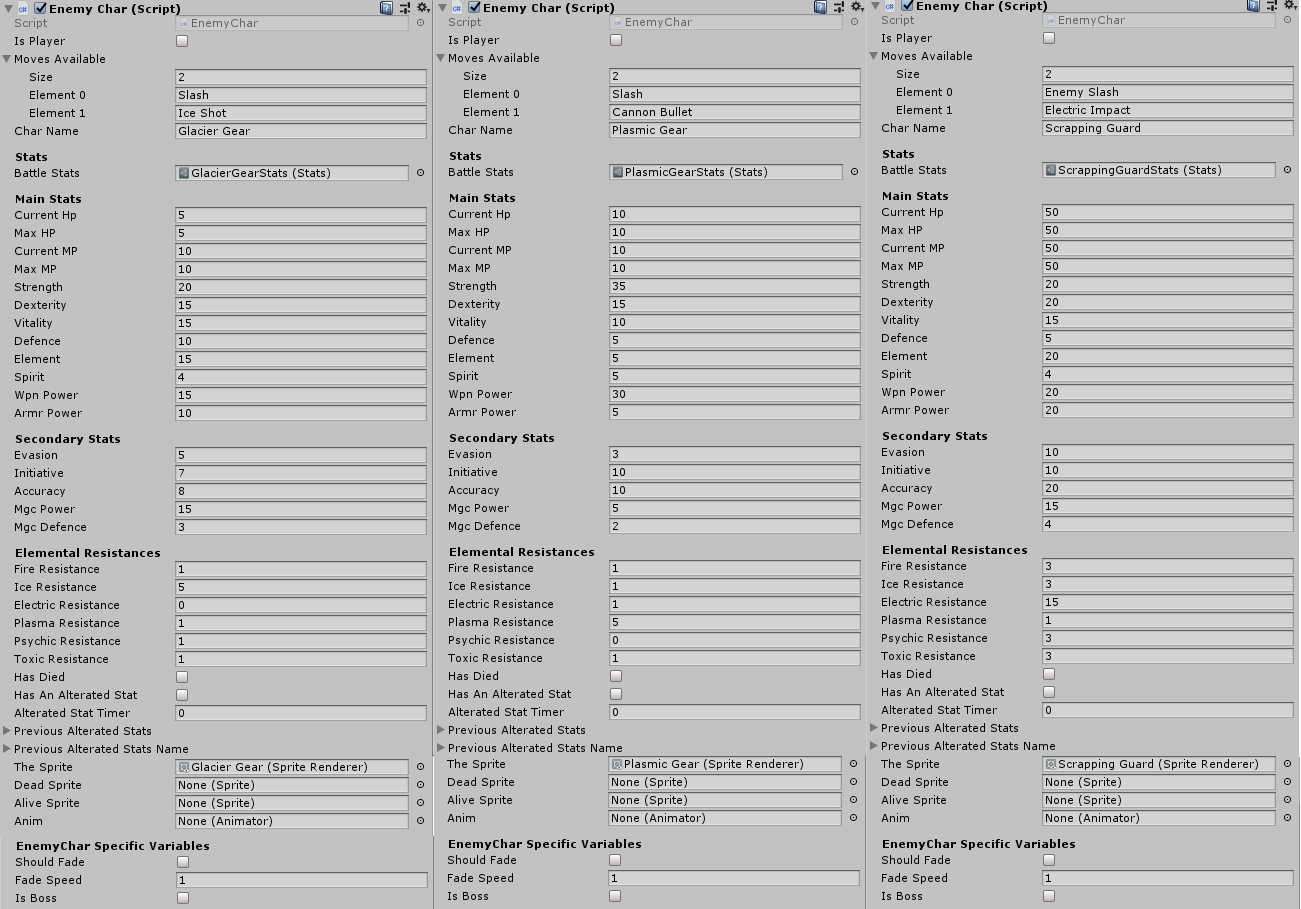 Enemy Char (Script)
Script EnemyChar
Is Player
Moves Available
Size 2
Element 0 Slash
Element 1 Ice Shot
Char Name Glacier Gear
Stats
Battle Stats GlacierGearStats (Stats)
Main Stats
Current Hp 5
Max HP 5
Current MP 10
Max MP 10
Strength 20
Dexterity 15
Vitality 15
Defence 10
Element 15
Spirit 4
Wpn Power 15
Armr Power 10
Secondary Stats
Evasion 5
Initiative 7
Accuracy 8
Mgc Power 15
Mgc Defence 3
Elemental Resistances
Fire Resistance 1
Ice Resistance 5
Electric Resistance 0
Plasma Resistance 1
Psychic Resistance 1
Toxic Resistance 1
Has Died
Has An Alterated Stat
Alterated Stat Timer 0
Previous Alterated Stats
Previous Alterated Stats Name
The Sprite Glacier Gear (Sprite Renderer)
Dead Sprite None (Sprite)
Alive Sprite None (Sprite)
Anim None (Animator)
EnemyChar Specific Variables
Should Fade
Fade Speed 1
Is Boss
Enemy Char (Script)
Script EnemyChar
Is Player
Moves Available
Size 2
Element 0 Slash
Element 1 Cannon Bullet
Char Name Plasmic Gear
Stats
Battle Stats PlasmicGearStats (Stats)
Main Stats
Current Hp 10
Max HP 10
Current MP 10
Max MP 10
Strength 35
Dexterity 15
Vitality 10
Defence 5
Element 5
Spirit 5
Wpn Power 30
Armr Power 5
Secondary Stats
Evasion 3
Initiative 10
Accuracy 10
Mgc Power 5
Mgc Defence 2
Elemental Resistances
Fire Resistance 1
Ice Resistance 1
Electric Resistance 1
Plasma Resistance 5
Psychic Resistance 0
Toxic Resistance 1
Has Died
Has An Alterated Stat
Alterated Stat Timer 0
Previous Alterated Stats
Previous Alterated Stats Name
The Sprite Plasmic Gear (Sprite Renderer)
Dead Sprite None (Sprite)
Alive Sprite None (Sprite)
Anim None (Animator)
EnemyChar Specific Variables
Should Fade
Fade Speed 1
Is Boss
Enemy Char (Script)
Script EnemyChar
Is Player
Moves Available
Size 2
Element 0 Enemy Slash
Element 1 Electric Impact
Char Name Scrapping Guard
Stats
Battle Stats ScrappingGuardStats (Stats)
Main Stats
Current Hp 50
Max HP 50
Current MP 50
Max MP 50
Strength 20
Dexterity 20
Vitality 15
Defence 5
Element 20
Spirit 4
Wpn Power 20
Armr Power 20
Secondary Stats
Evasion 10
Initiative 10
Accuracy 20
Mgc Power 15
Mgc Defence 4
Elemental Resistances
Fire Resistance 3
Ice Resistance 3
Electric Resistance 15
Plasma Resistance 1
Psychic Resistance 3
Toxic Resistance 3
Has Died
Has An Alterated Stat
Alterated Stat Timer 0
Previous Alterated Stats
Previous Alterated Stats Name
The Sprite Scrapping Guard (Sprite Renderer)
Dead Sprite None (Sprite)
Alive Sprite None (Sprite)
Anim None (Animator)
EnemyChar Specific Variables
Should Fade
Fade Speed 1
Is Boss